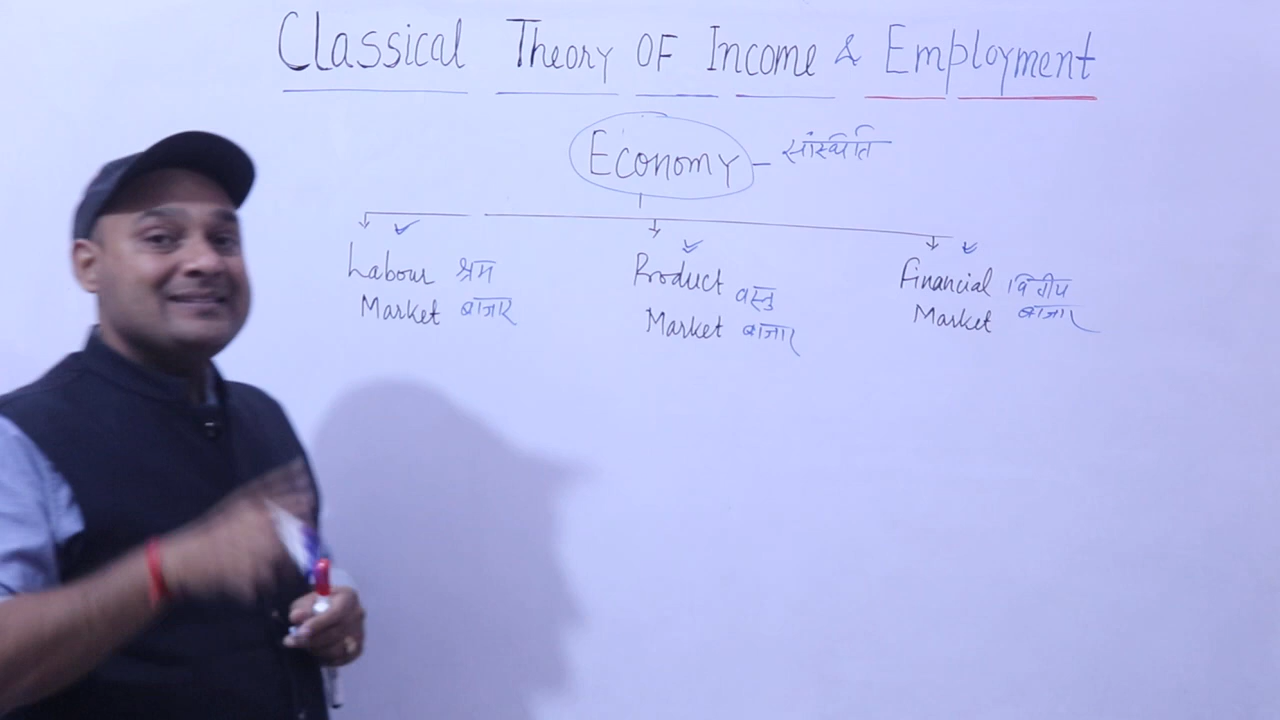 Classical Theory OF Income & Employment
Economy - सांस्थिति
Labour श्रम
Market बाजार
Product वस्तु
Market बाजार
Financial वित्तीय
Market बाजार